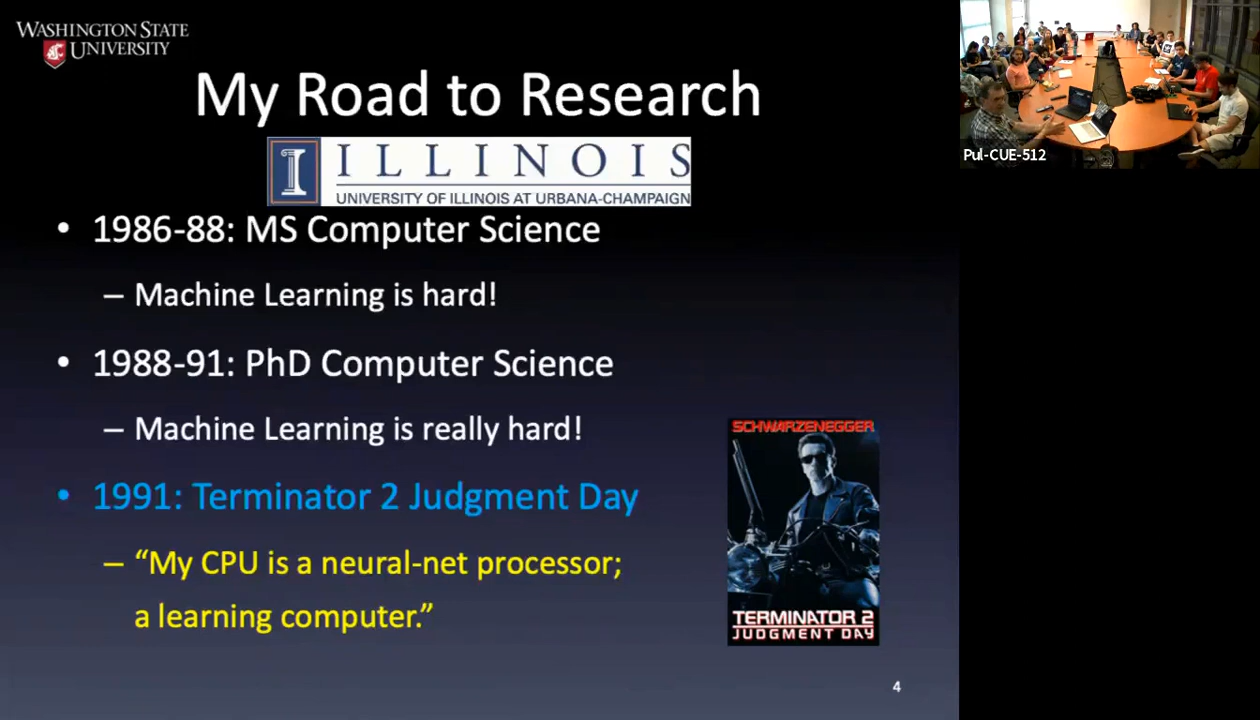 WASHINGTON STATE
UNIVERSITY
My Road to Research
I ILLINOIS
UNIVERSITY OF ILLINOIS AT URBANA-CHAMPAIGN
• 1986-88: MS Computer Science
– Machine Learning is hard!
• 1988-91: PhD Computer Science
– Machine Learning is really hard!
• 1991: Terminator 2 Judgment Day
– “My CPU is a neural-net processor;
a learning computer.”
SCHWARZENEGGER
TERMINATOR 2
JUDGMENT DAY
4
Pul-CUE-512